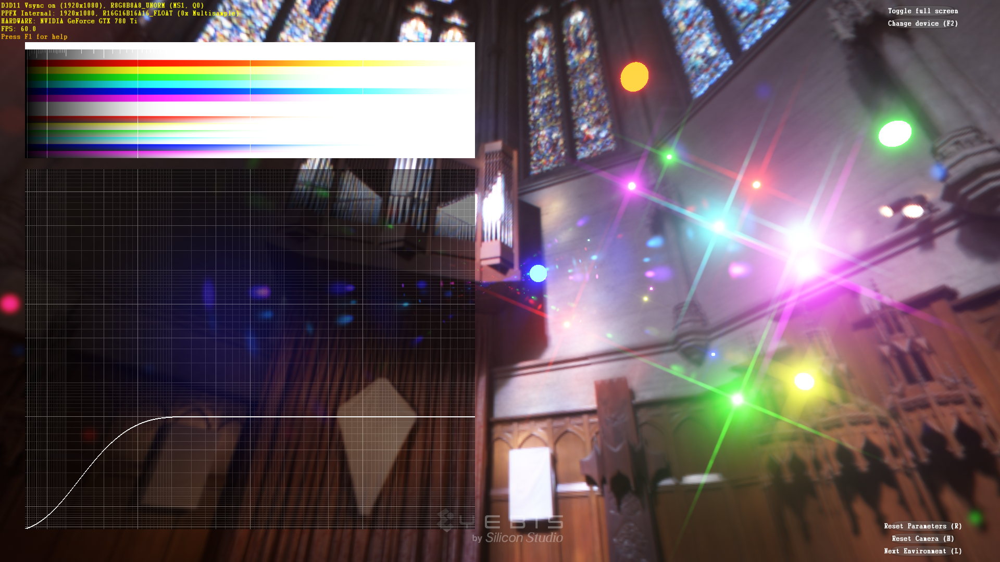 D3D11 Vsync on (1920x1080), R8G8B8A8_UNORM (MS1, Q0)
PPFX Internal: 1920x1080, R16G16B16A16_FLOAT (0x Multisample)
HARDWARE: NVIDIA GeForce GTX 780 Ti
FPS: 60.0
Press F1 for help
Toggle full screen
Change device (F2)
YEBIS
by Silicon Studio
Reset Parameters (R)
Reset Camera (H)
Next Environment (L)